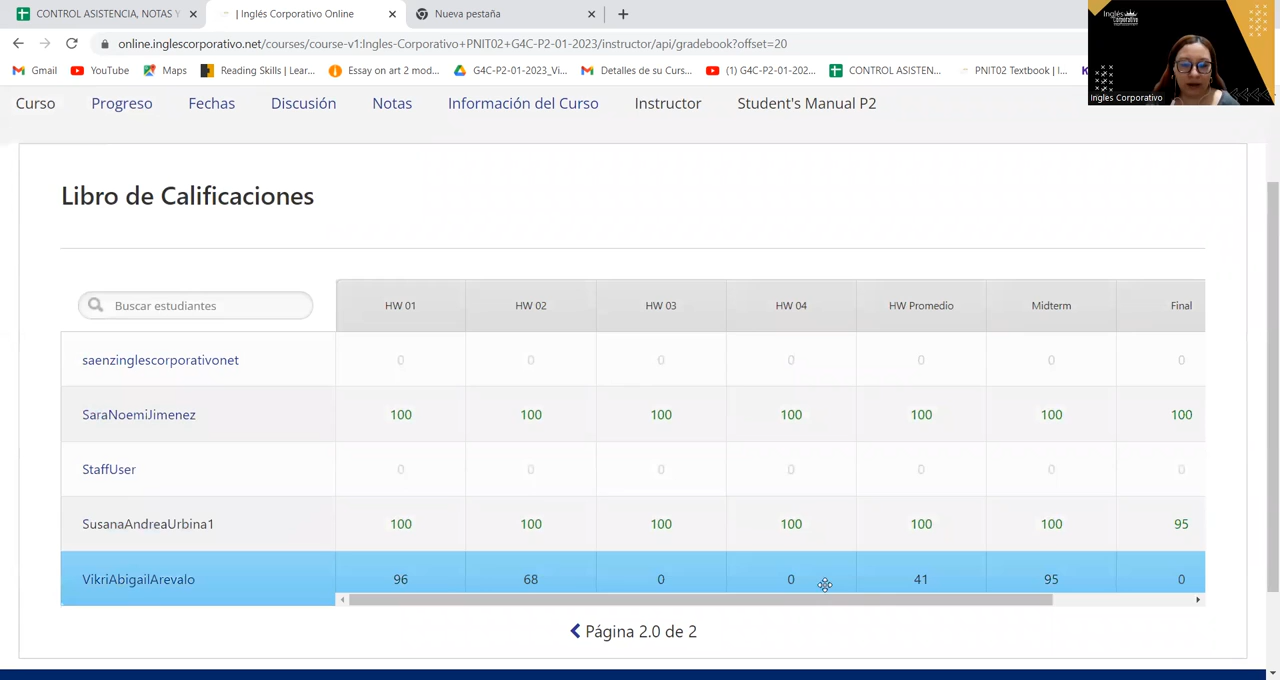 CONTROL ASISTENCIA, NOTAS Y
| Inglés Corporativo Online
Nueva pestaña
online.inglescorporativo.net/courses/course-v1:Ingles-Corporativo+PNIT02+G4C-P2-01-2023/instructor/api/gradebook?offset=20
Gmail YouTube Maps Reading Skills | Lear... Essay on art 2 mod... G4C-P2-01-2023_Vi... Detalles de su Curs... (1) G4C-P2-01-202... CONTROL ASISTEN... PNIT02 Textbook | I... K
Inglés
Corporativo
Ingles Corporativo
Curso Progreso Fechas Discusión Notas Información del Curso Instructor Student's Manual P2
Libro de Calificaciones
Buscar estudiantes HW 01 HW 02 HW 03 HW 04 HW Promedio Midterm Final
saenzinglescorporativonet 0 0 0 0 0 0 0
SaraNoemiJimenez 100 100 100 100 100 100 100
StaffUser 0 0 0 0 0 0 0
SusanaAndreaUrbina1 100 100 100 100 100 100 95
VikriAbigailArevalo 96 68 0 0 41 95 0
Página 2.0 de 2